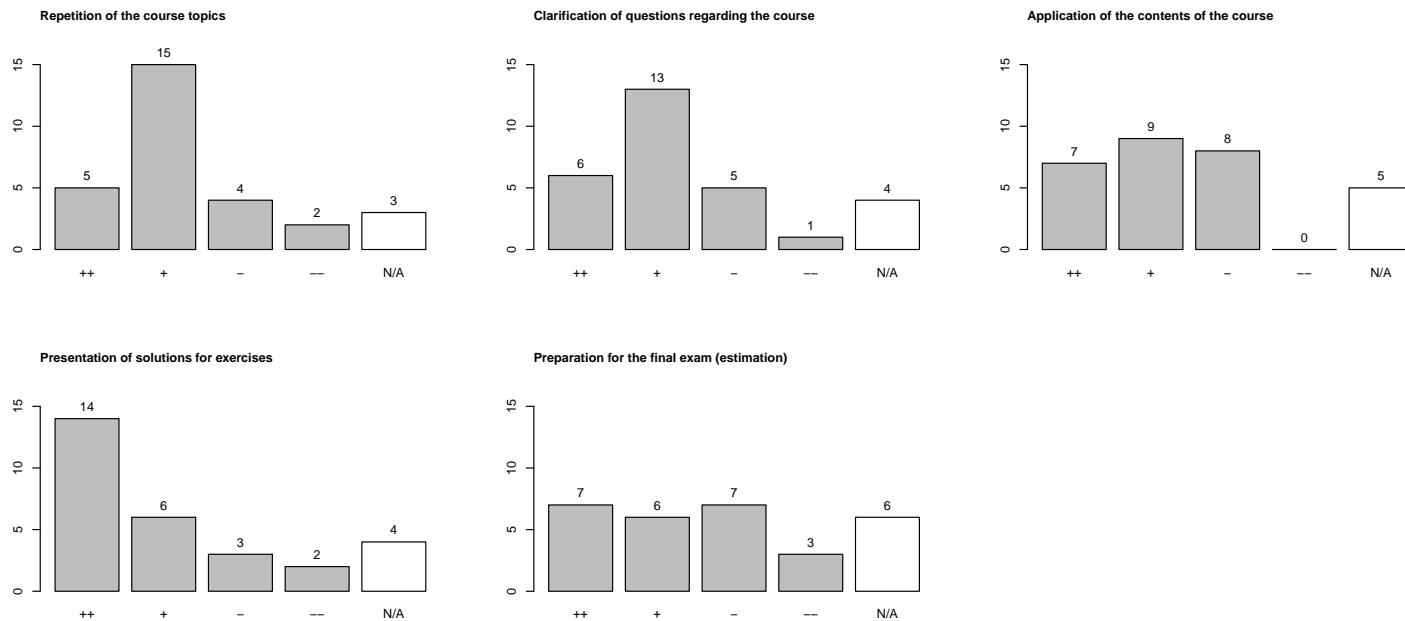 Repetition of the course topics
15
5
4
2
3
0 5 10 15
++ + − −− N/A
Clarification of questions regarding the course
13
6
5
1
4
0 5 10 15
++ + − −− N/A
Application of the contents of the course
7
9
8
0
5
0 5 10 15
++ + − −− N/A
Presentation of solutions for exercises
14
6
3
2
4
0 5 10 15
++ + − −− N/A
Preparation for the final exam (estimation)
7
6
7
3
6
0 5 10 15
++ + − −− N/A